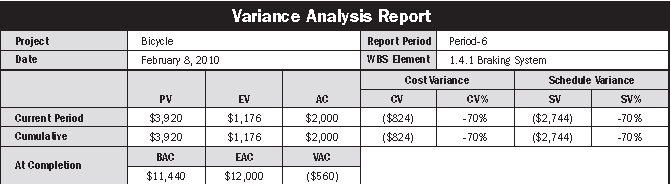 Variance Analysis Report
Project Bicycle Report Period Period-6
Date February 8, 2010 WBS Element 1.4.1 Braking System
Cost Variance Schedule Variance
PV EV AC CV CV% SV SV%
Current Period $3,920 $1,176 $2,000 ($824) -70% ($2,744) -70%
Cumulative $3,920 $1,176 $2,000 ($824) -70% ($2,744) -70%
At Completion BAC EAC VAC
$11,440 $12,000 ($560)